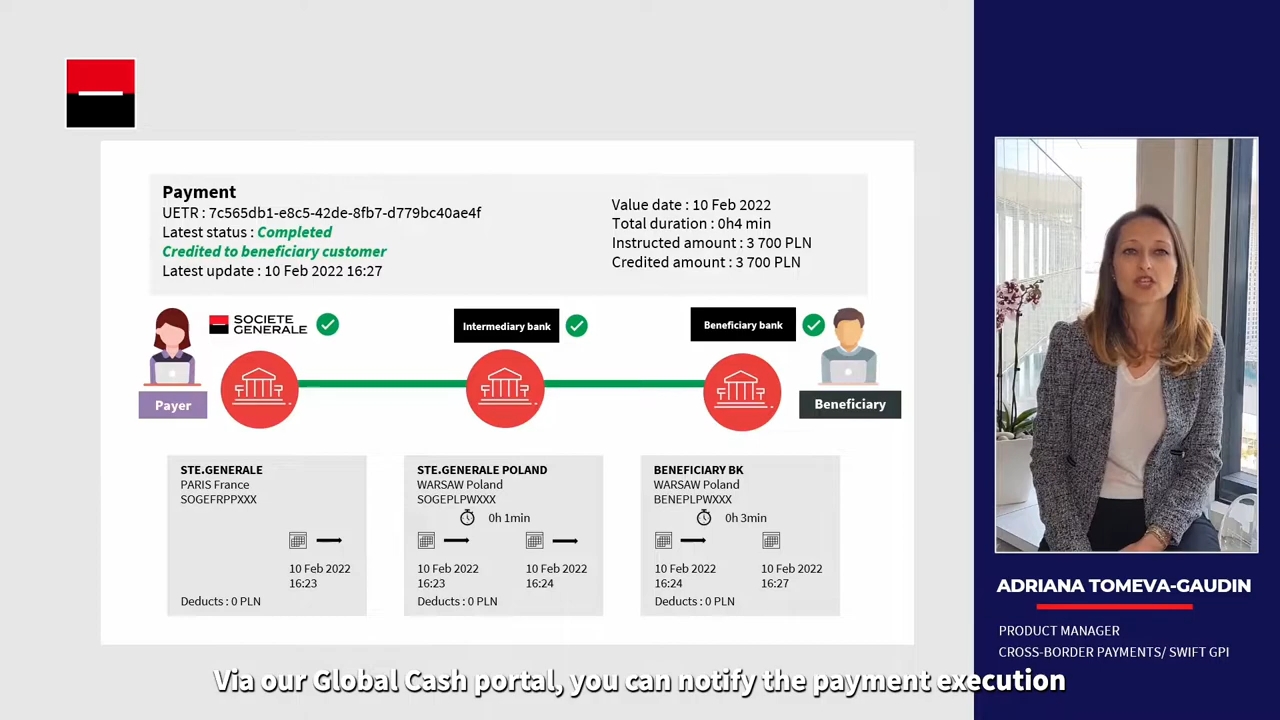 Payment
UETR : 7c565db1-e8c5-42de-8fb7-d779bc40ae4f
Latest status : Completed
Credited to beneficiary customer
Latest update : 10 Feb 2022 16:27
Value date : 10 Feb 2022
Total duration : 0h4 min
Instructed amount : 3 700 PLN
Credited amount : 3 700 PLN
SOCIETE
GENERALE
Intermediary bank
Beneficiary bank
Payer
Beneficiary
STE.GENERALE
PARIS France
SOGEFRPPXXX
10 Feb 2022
16:23
Deducts : 0 PLN
STE.GENERALE POLAND
WARSAW Poland
SOGEPLPWXXX
0h 1min
10 Feb 2022
16:23
10 Feb 2022
16:24
Deducts : 0 PLN
BENEFICIARY BK
WARSAW Poland
BENEPLPWXXX
0h 3min
10 Feb 2022
16:24
10 Feb 2022
16:27
Deducts : 0 PLN
ADRIANA TOMEVA-GAUDIN
PRODUCT MANAGER
CROSS-BORDER PAYMENTS/ SWIFT GPI
Via our Global Cash portal, you can notify the payment execution